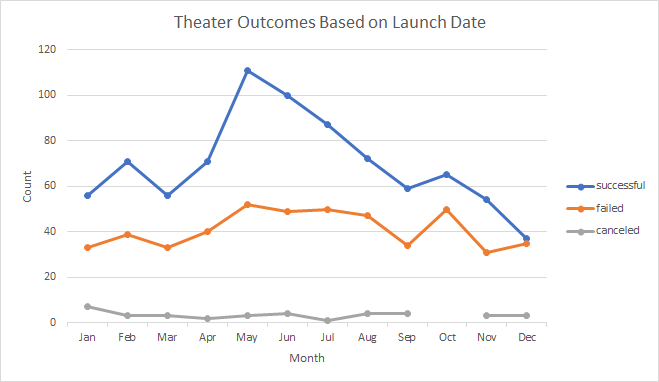 Theater Outcomes Based on Launch Date
120
100
80
60
40
20
0
Count
Jan Feb Mar Apr May Jun Jul Aug Sep Oct Nov Dec
Month
successful
failed
canceled